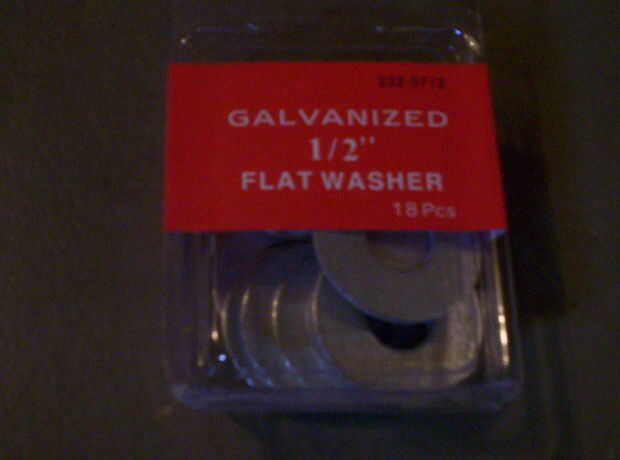 GALVANIZED
1/2"
FLAT WASHER
18 Pcs